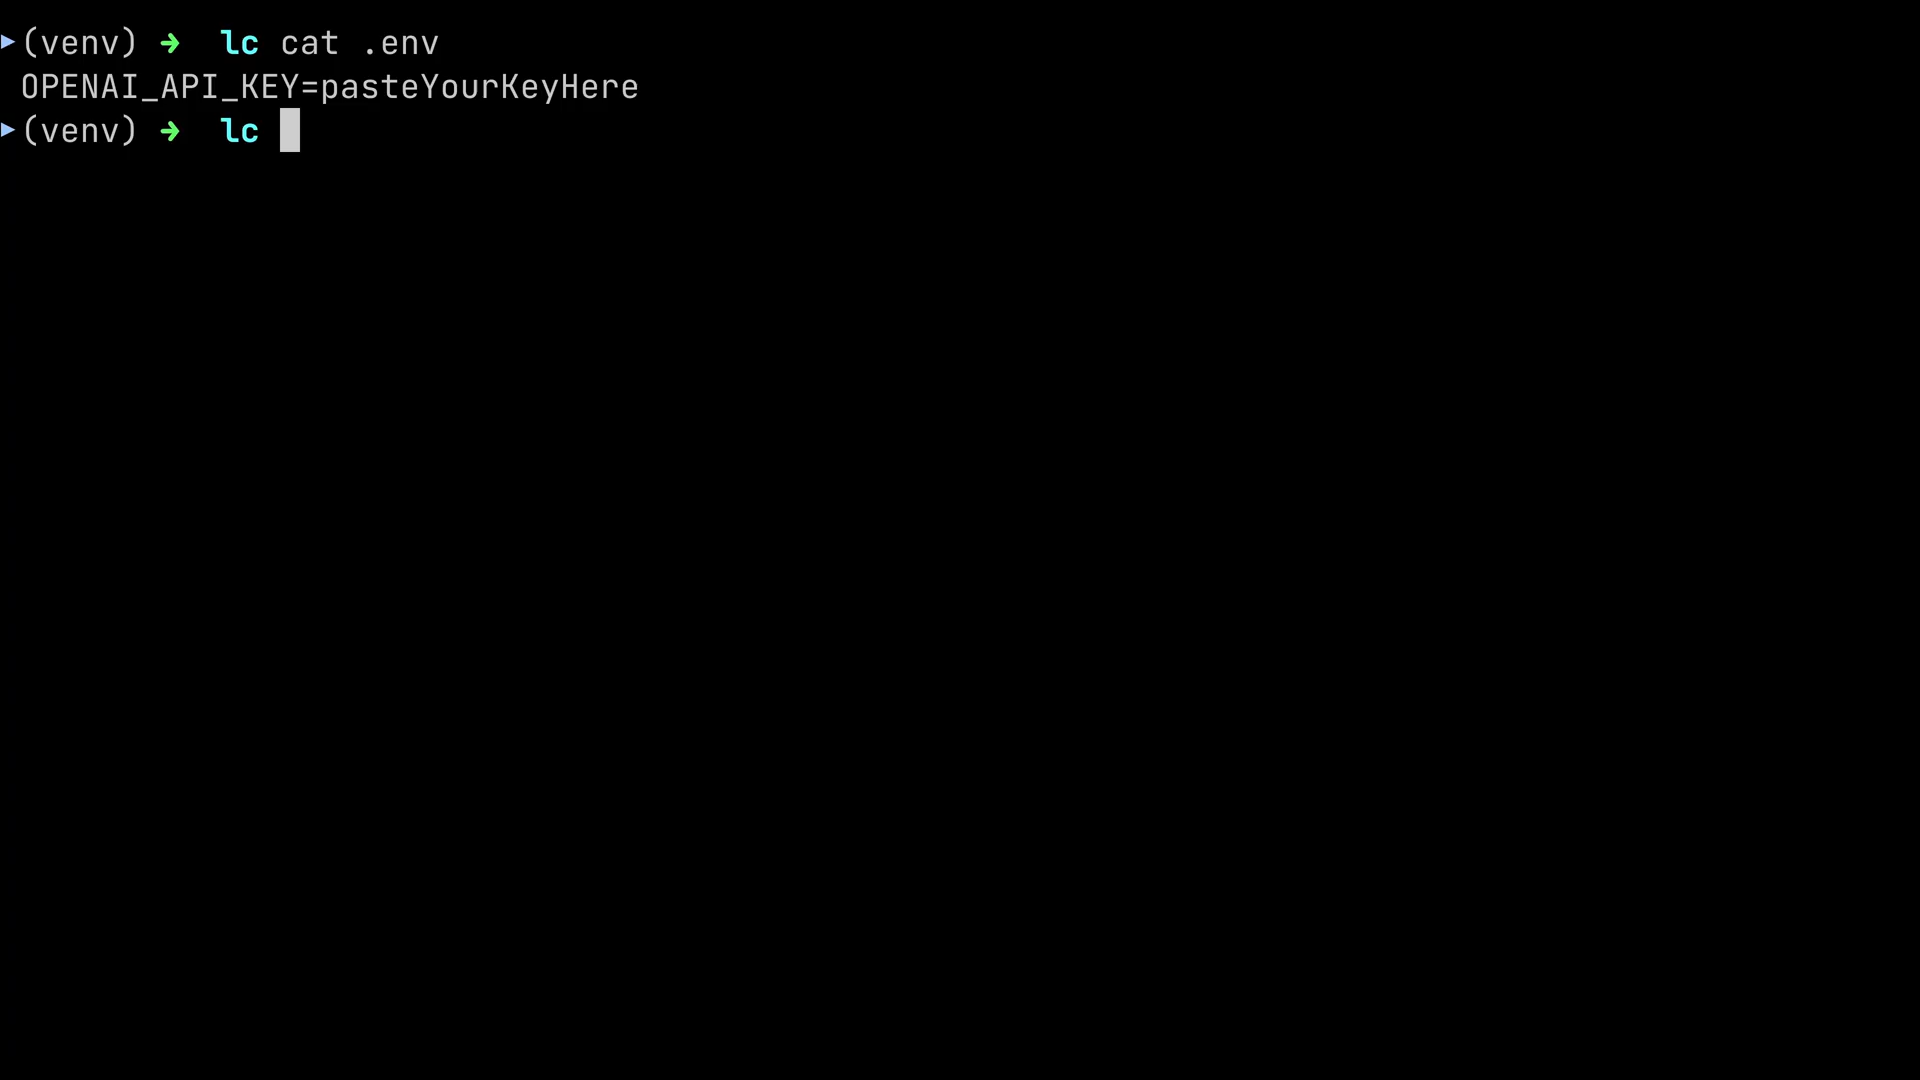 (venv) ➜  lc cat .env
OPENAI_API_KEY=pasteYourKeyHere
(venv) ➜  lc